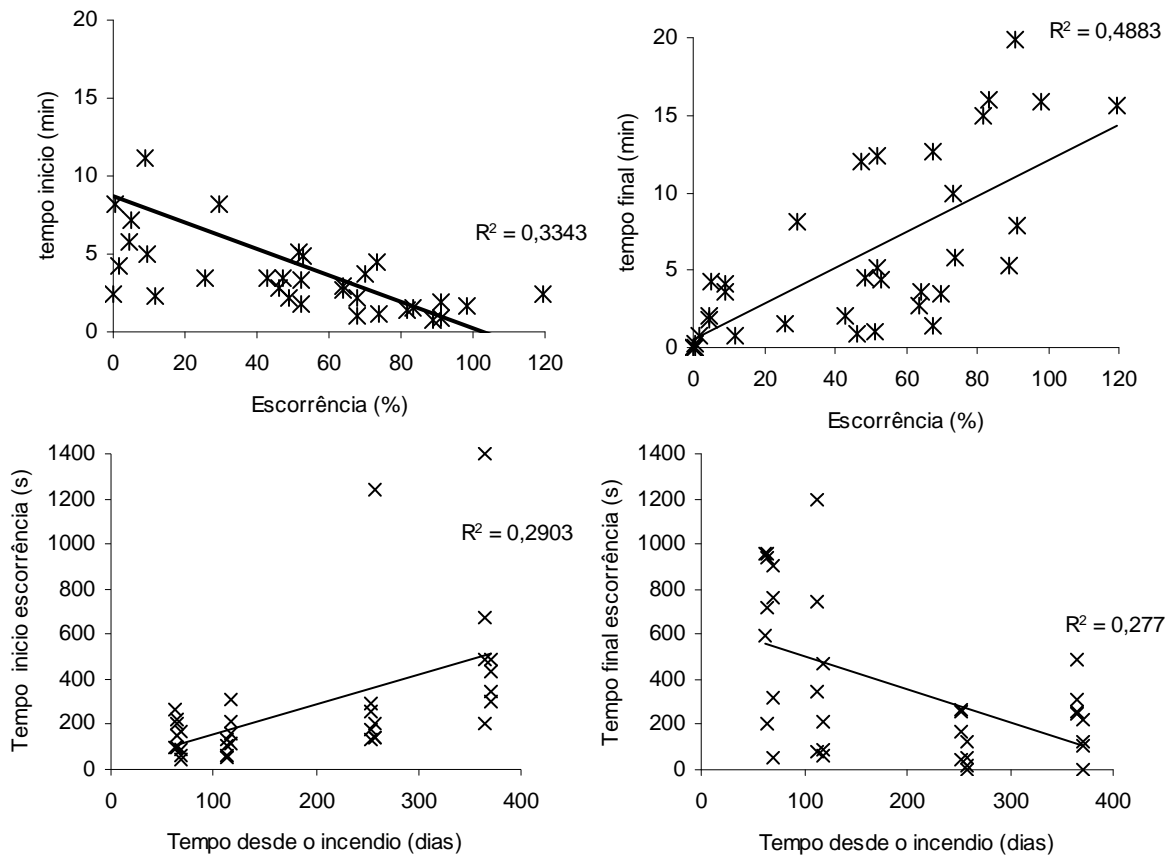 20
15
10
5
0
tempo inicio (min)
R² = 0,3343
0 20 40 60 80 100 120
Escorrência (%)
R² = 0,4883
20
15
10
5
0
tempo final (min)
0 20 40 60 80 100 120
Escorrência (%)
1400
1200
1000
800
600
400
200
0
Tempo inicio escorrência (s)
R² = 0,2903
0 100 200 300 400
Tempo desde o incendio (dias)
1400
1200
1000
800
600
400
200
0
Tempo final escorrência (s)
R² = 0,277
0 100 200 300 400
Tempo desde o incendio (dias)